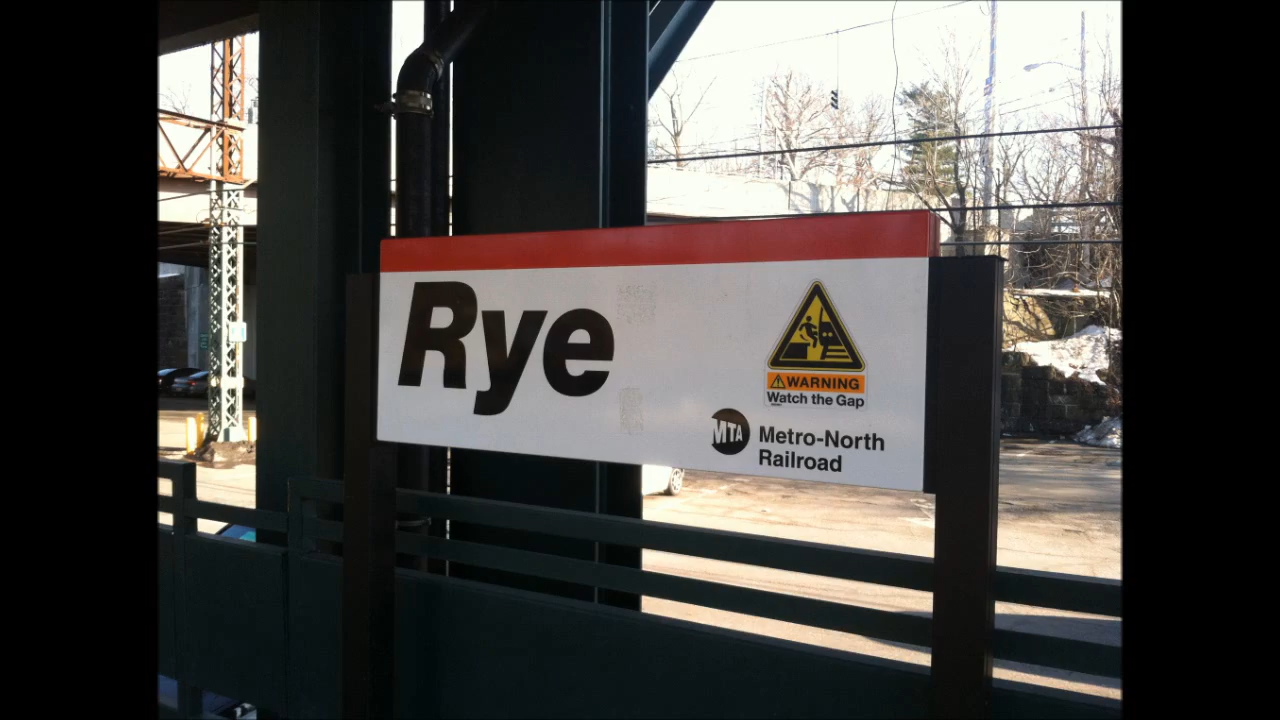 Rye
WARNING
Watch the Gap
MTA
Metro-North
Railroad